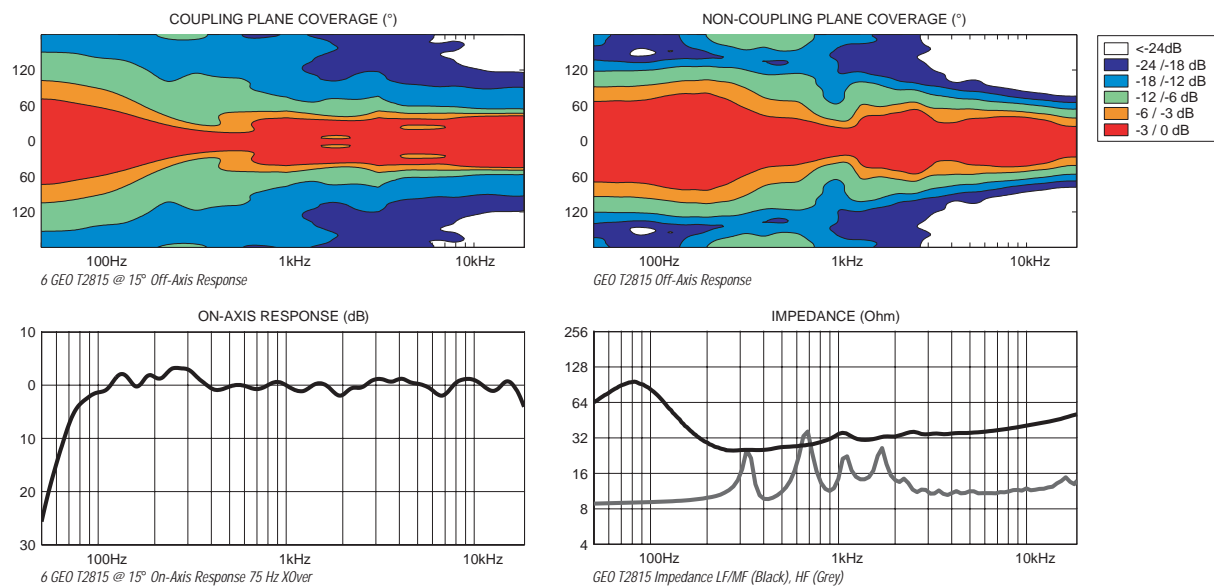 COUPLING PLANE COVERAGE (°)
120
60
0
60
120
100Hz 1kHz 10kHz
6 GEO T2815 @ 15° Off-Axis Response
NON-COUPLING PLANE COVERAGE (°)
120
60
0
60
120
100Hz 1kHz 10kHz
GEO T2815 Off-Axis Response
<-24dB
-24 /-18 dB
-18 /-12 dB
-12 /-6 dB
-6 / -3 dB
-3 / 0 dB
ON-AXIS RESPONSE (dB)
10
0
10
20
30
100Hz 1kHz 10kHz
6 GEO T2815 @ 15° On-Axis Response 75 Hz XOver
IMPEDANCE (Ohm)
256
128
64
32
16
8
4
100Hz 1kHz 10kHz
GEO T2815 Impedance LF/MF (Black), HF (Grey)